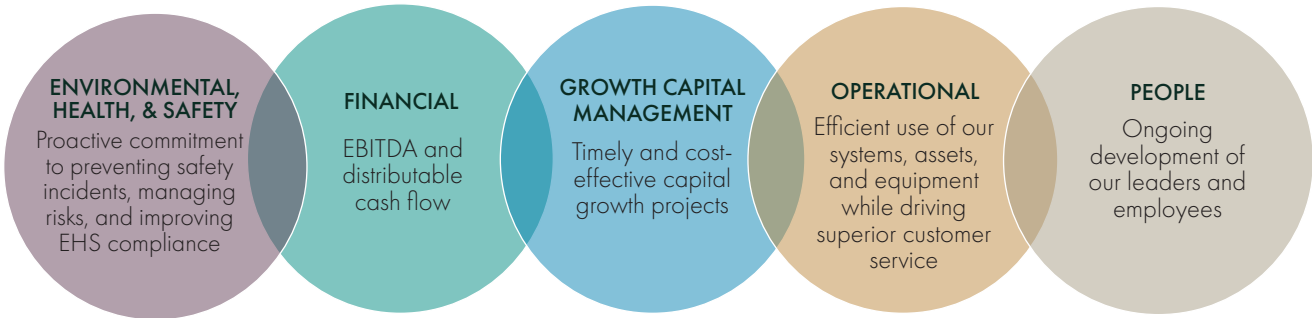 ENVIRONMENTAL,
HEALTH, & SAFETY
Proactive commitment
to preventing safety
incidents, managing
risks, and improving
EHS compliance
FINANCIAL
EBITDA and
distributable
cash flow
GROWTH CAPITAL
MANAGEMENT
Timely and cost-
effective capital
growth projects
OPERATIONAL
Efficient use of our
systems, assets,
and equipment
while driving
superior customer
service
PEOPLE
Ongoing
development of
our leaders and
employees